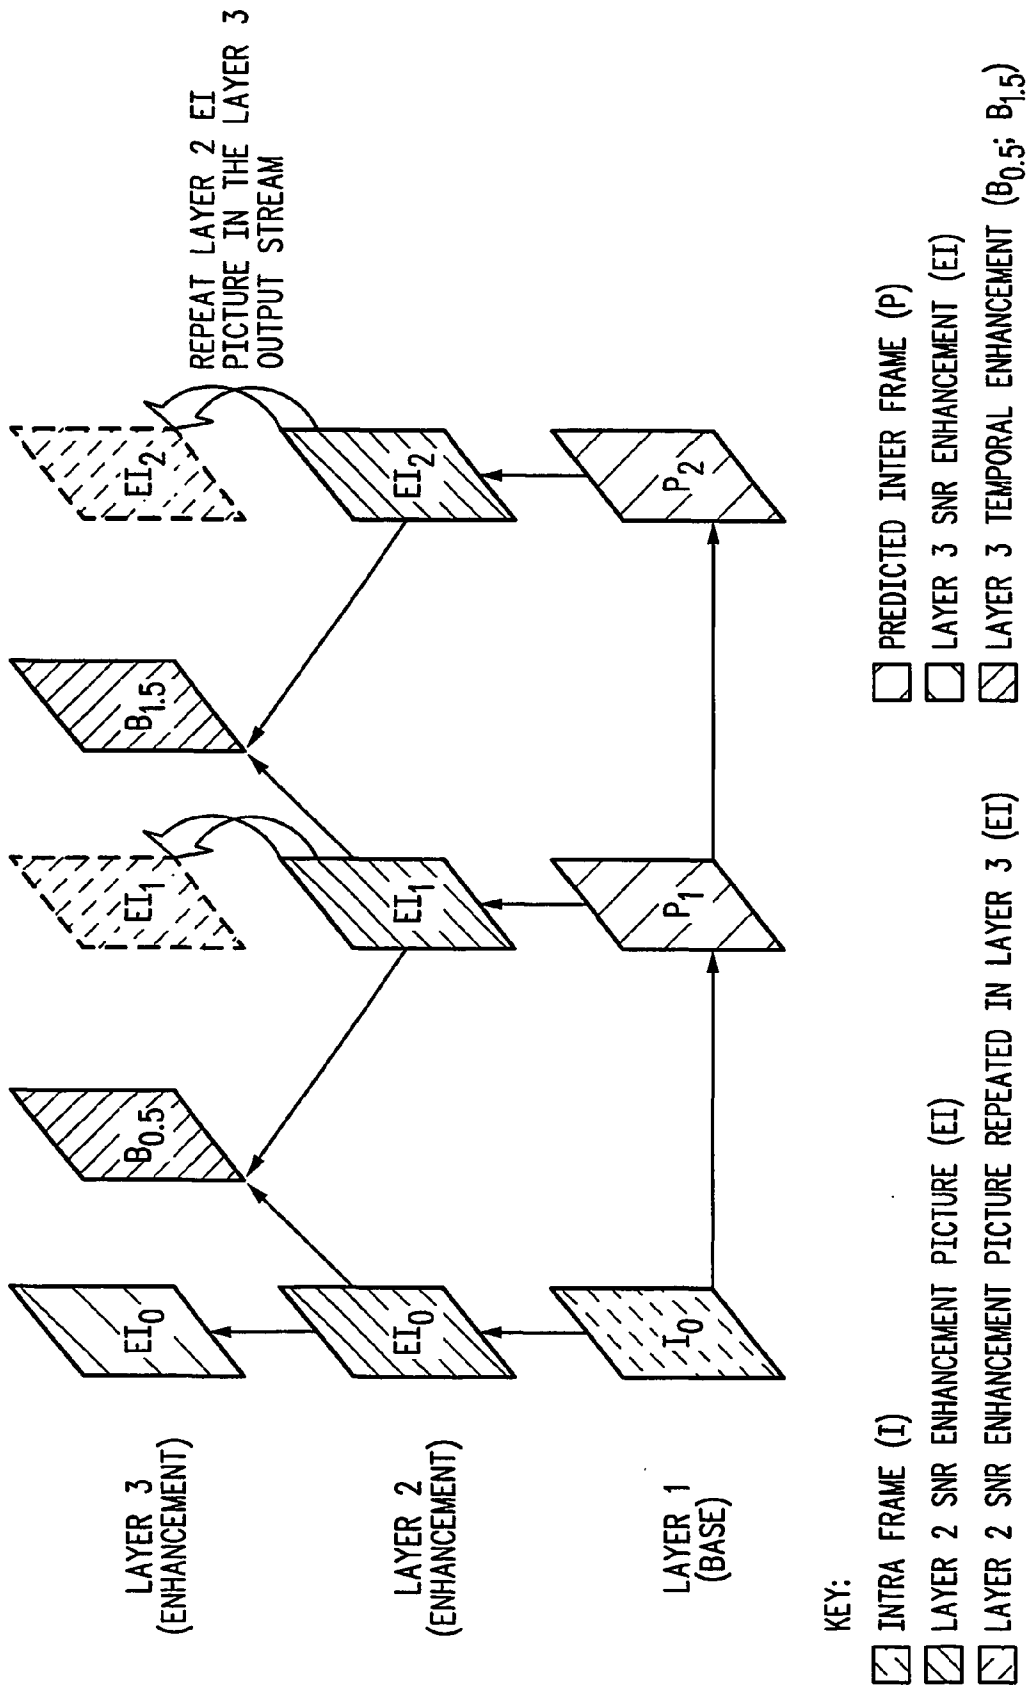 REPEAT LAYER 2 EI
PICTURE IN THE LAYER 3
OUTPUT STREAM
LAYER 3
(ENHANCEMENT)
EI0
B0.5
EI1
B1.5
EI2
LAYER 2
(ENHANCEMENT)
EI0
EI1
EI2
LAYER 1
(BASE)
I0
P1
P2
KEY:
INTRA FRAME (I)
LAYER 2 SNR ENHANCEMENT PICTURE (EI)
LAYER 2 SNR ENHANCEMENT PICTURE REPEATED IN LAYER 3 (EI)
PREDICTED INTER FRAME (P)
LAYER 3 SNR ENHANCEMENT (EI)
LAYER 3 TEMPORAL ENHANCEMENT (B0.5; B1.5)